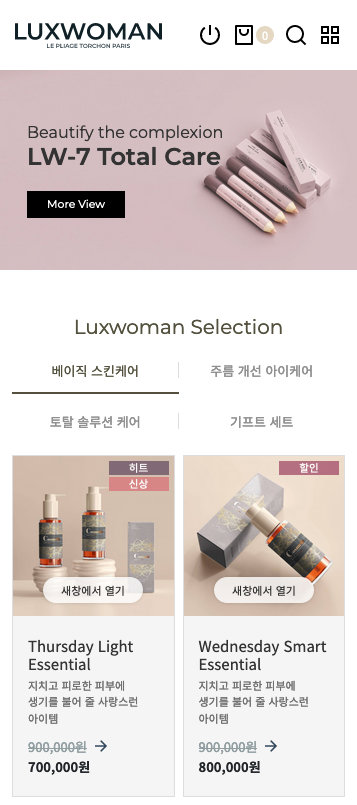 LUXWOMAN
LE PLIAGE TORCHON PARIS
0
Beautify the complexion
LW-7 Total Care
More View
Luxwoman Selection
베이직 스킨케어
주름 개선 아이케어
토탈 솔루션 케어
기프트 세트
히트
신상
새창에서 열기
할인
새창에서 열기
Thursday Light
Essential
지치고 피로한 피부에
생기를 불어 줄 사랑스런
아이템
900,000원
700,000원
Wednesday Smart
Essential
지치고 피로한 피부에
생기를 불어 줄 사랑스런
아이템
900,000원
800,000원